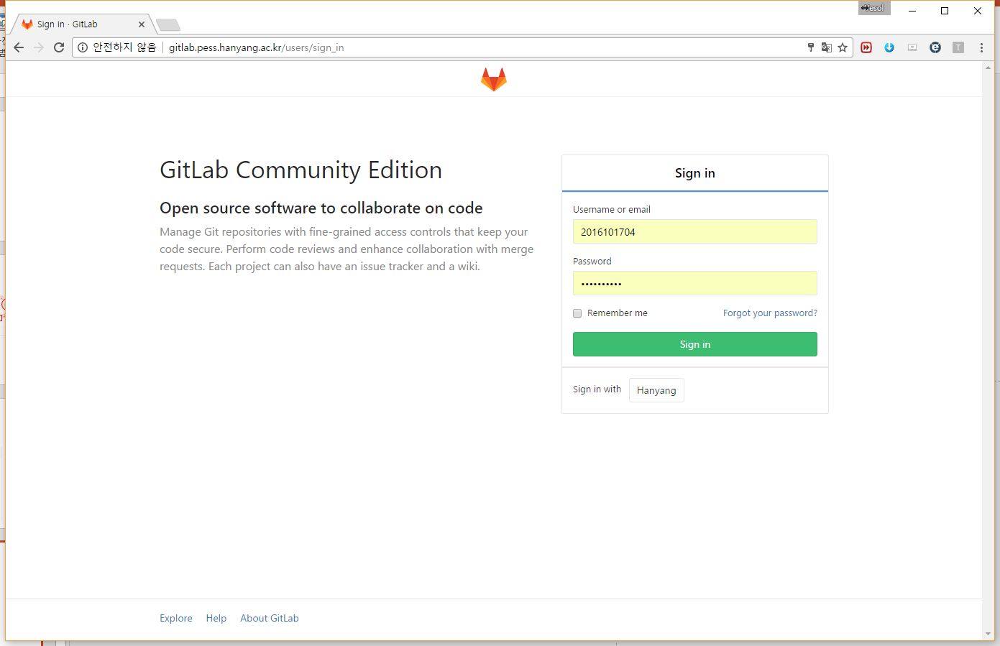 Yesol
Sign in · GitLab
안전하지 않음 gitlab.pess.hanyang.ac.kr/users/sign_in
T
GitLab Community Edition
Open source software to collaborate on code
Manage Git repositories with fine-grained access controls that keep your
code secure. Perform code reviews and enhance collaboration with merge
requests. Each project can also have an issue tracker and a wiki.
Sign in
Username or email
2016101704
Password
••••••••••
Remember me Forgot your password?
Sign in
Sign in with Hanyang
Explore Help About GitLab